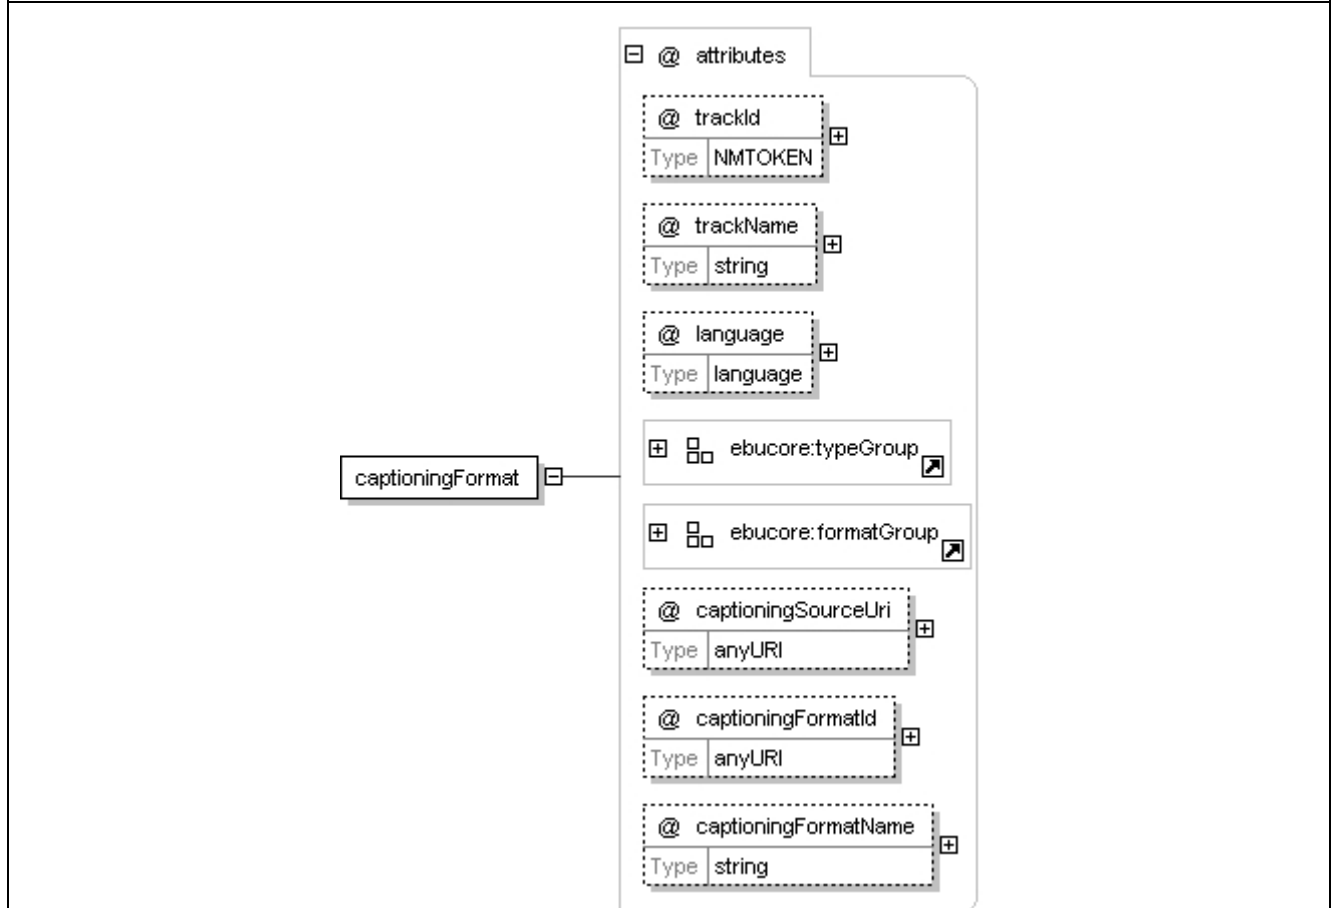 @ attributes
@ trackId
Type NMTOKEN
@ trackName
Type string
@ language
Type language
ebucore:typeGroup
captioningFormat
ebucore:formatGroup
@ captioningSourceUri
Type anyURI
@ captioningFormatId
Type anyURI
@ captioningFormatName
Type string